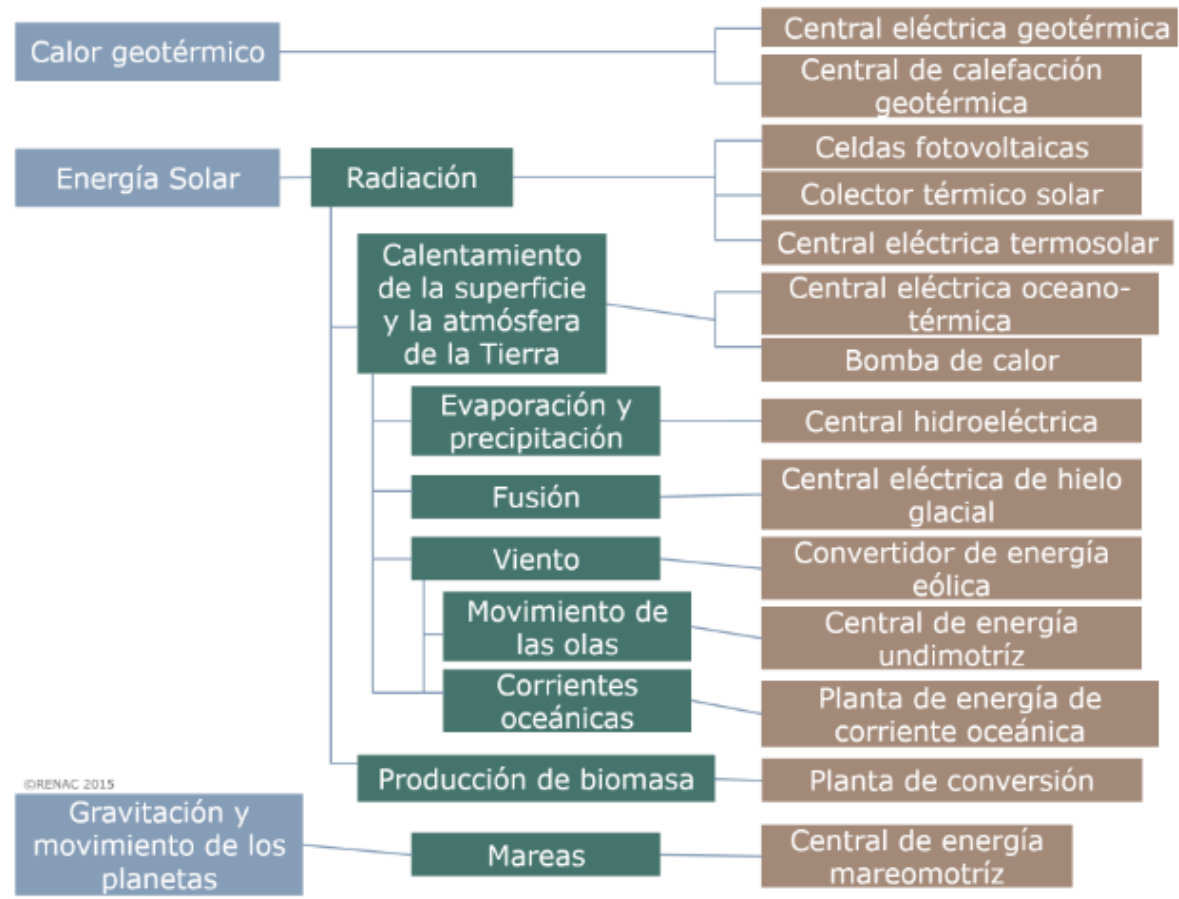 Calor geotérmico
Central eléctrica geotérmica
Central de calefacción
geotérmica
Energía Solar
Radiación
Celdas fotovoltaicas
Colector térmico solar
Central eléctrica termosolar
Calentamiento
de la superficie
y la atmósfera
de la Tierra
Central eléctrica oceano-
térmica
Bomba de calor
Evaporación y
precipitación
Central hidroeléctrica
Fusión
Central eléctrica de hielo
glacial
Viento
Convertidor de energía
eólica
Movimiento de
las olas
Central de energía
undimotríz
Corrientes
oceánicas
Planta de energía de
corriente oceánica
Producción de biomasa
Planta de conversión
©RENAC 2015
Gravitación y
movimiento de los
planetas
Mareas
Central de energía
mareomotríz